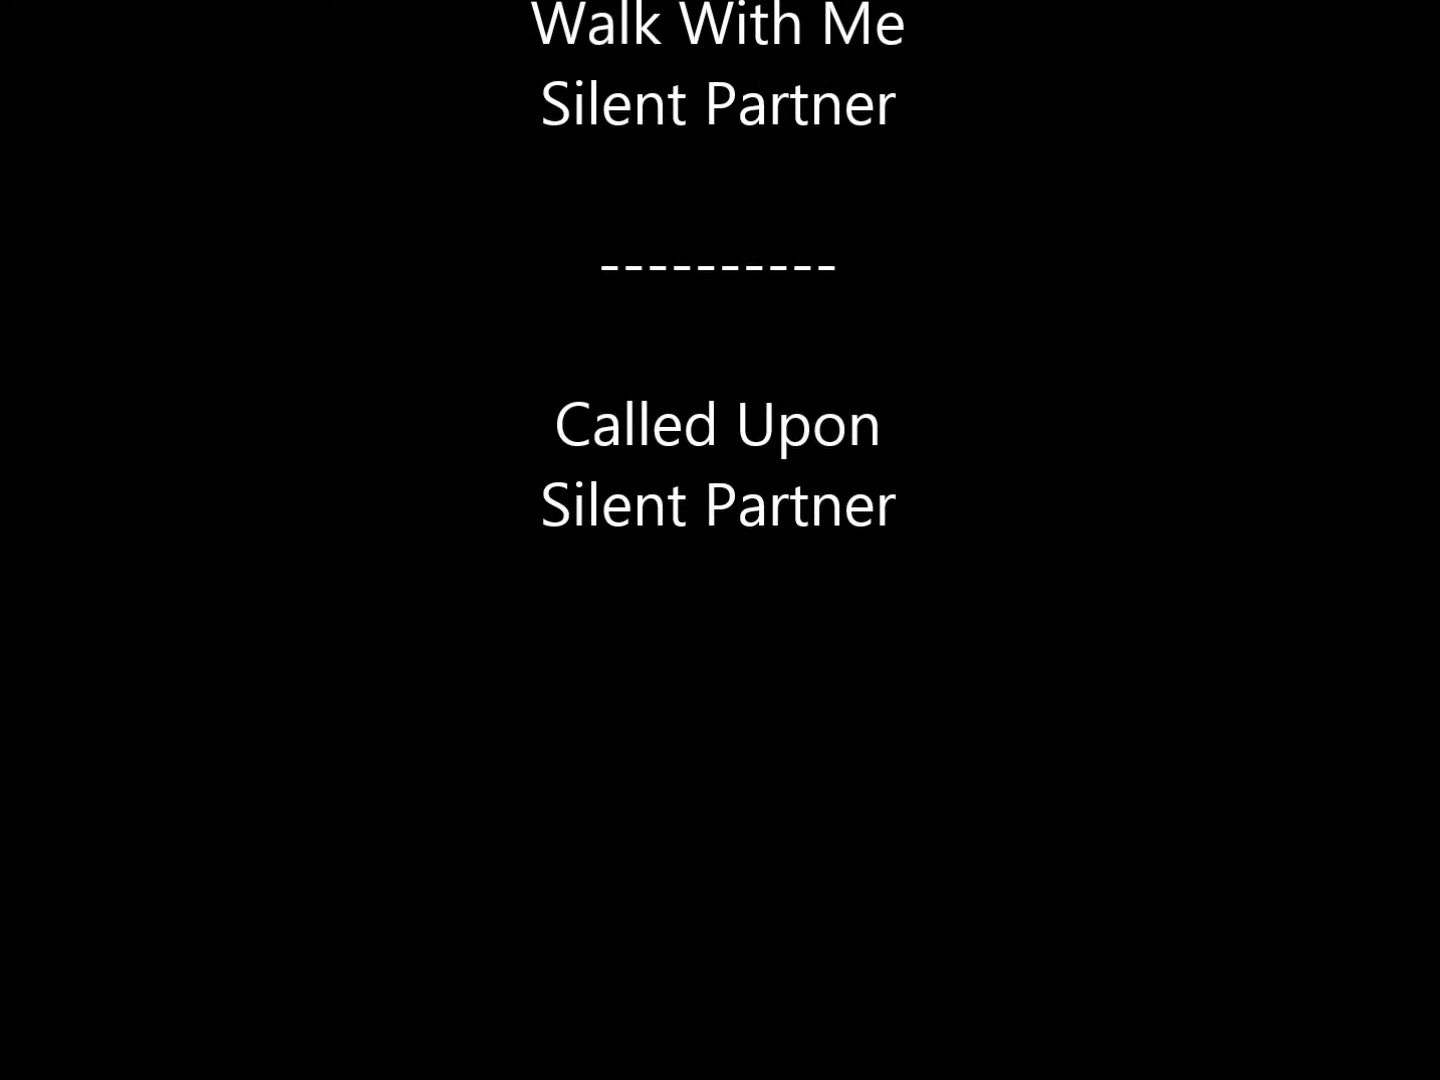 Walk With Me
Silent Partner
----------
Called Upon
Silent Partner